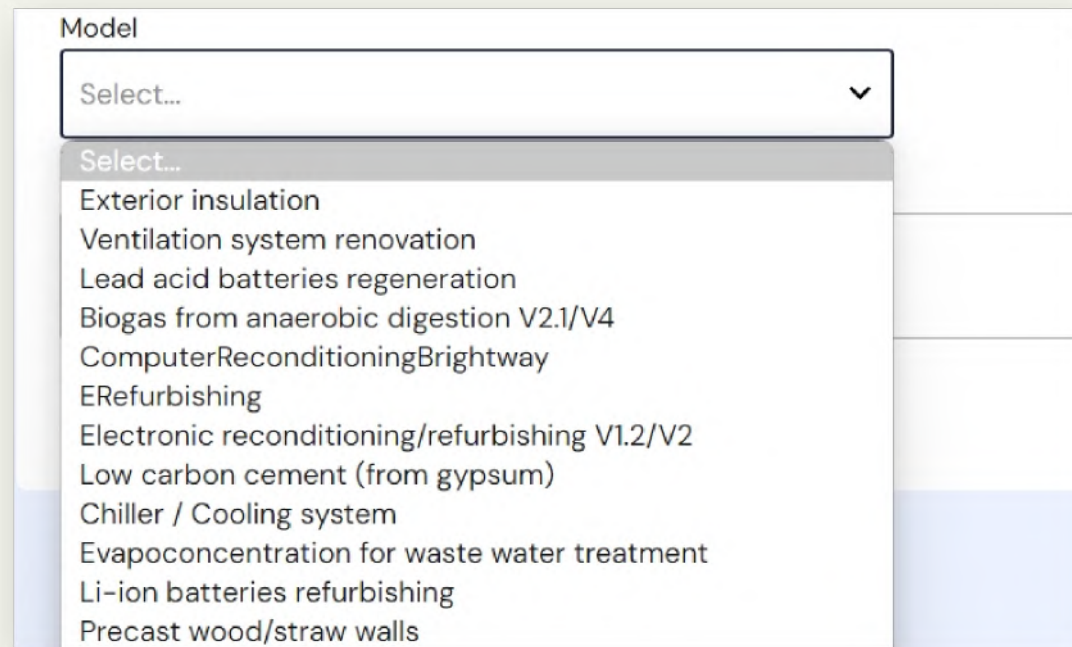 Model
Select...
Select...
Exterior insulation
Ventilation system renovation
Lead acid batteries regeneration
Biogas from anaerobic digestion V2.1/V4
ComputerReconditioningBrightway
ERefurbishing
Electronic reconditioning/refurbishing V1.2/V2
Low carbon cement (from gypsum)
Chiller / Cooling system
Evapoconcentration for waste water treatment
Li-ion batteries refurbishing
Precast wood/straw walls